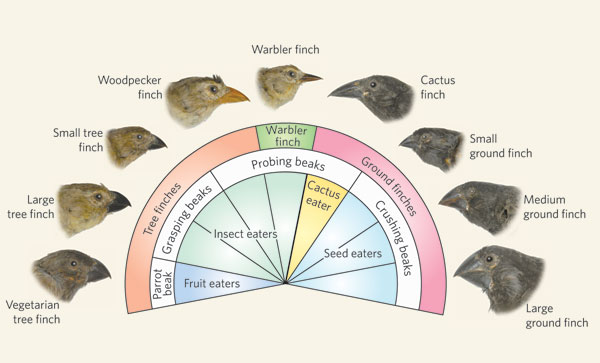 Warbler finch
Woodpecker
finch
Cactus
finch
Small tree
finch
Small
ground finch
Large
tree finch
Medium
ground finch
Vegetarian
tree finch
Large
ground finch
Tree finches
Warbler
finch
Ground finches
Parrot
beak
Grasping beaks
Probing beaks
Crushing beaks
Fruit eaters
Insect eaters
Cactus
eater
Seed eaters